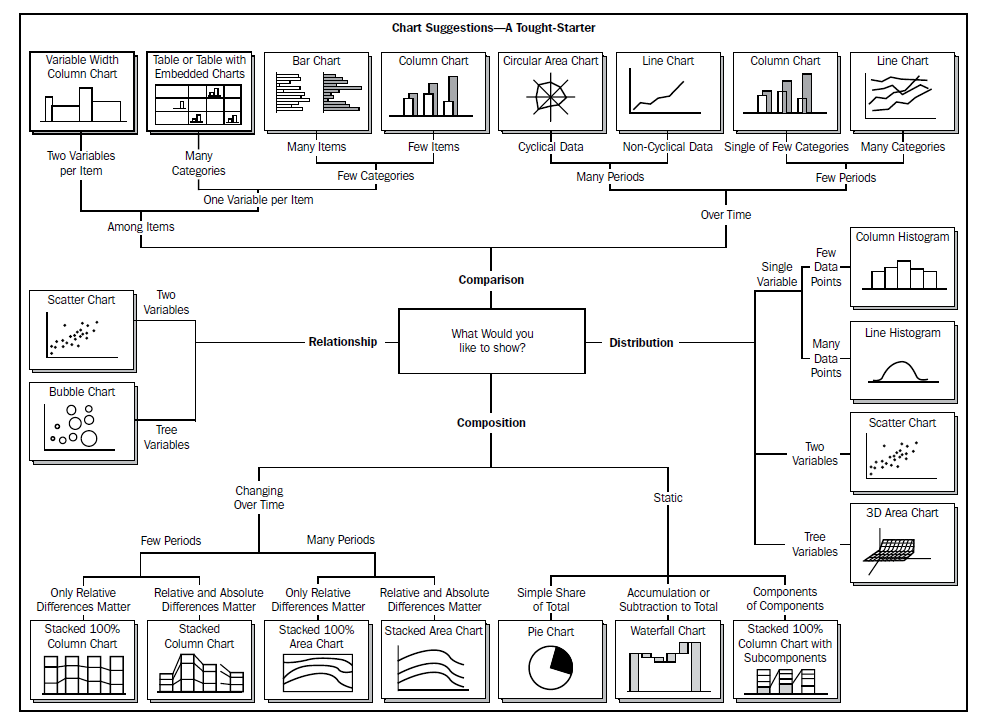 Chart Suggestions—A Tought-Starter
Variable Width
Column Chart
Table or Table with
Embedded Charts
Bar Chart
Column Chart
Circular Area Chart
Line Chart
Column Chart
Line Chart
Two Variables
per Item
Many
Categories
Many Items
Few Items
Cyclical Data
Non-Cyclical Data
Single of Few Categories
Many Categories
Few Categories
Many Periods
Few Periods
One Variable per Item
Among Items
Over Time
Comparison
What Would you
like to show?
Relationship
Distribution
Composition
Scatter Chart
Two
Variables
Bubble Chart
Tree
Variables
Single
Variable
Few
Data
Points
Column Histogram
Many
Data
Points
Line Histogram
Two
Variables
Scatter Chart
Tree
Variables
3D Area Chart
Changing
Over Time
Static
Few Periods
Many Periods
Only Relative
Differences Matter
Relative and Absolute
Differences Matter
Only Relative
Differences Matter
Relative and Absolute
Differences Matter
Simple Share
of Total
Accumulation or
Subtraction to Total
Components
of Components
Stacked 100%
Column Chart
Stacked
Column Chart
Stacked 100%
Area Chart
Stacked Area Chart
Pie Chart
Waterfall Chart
Stacked 100%
Column Chart with
Subcomponents